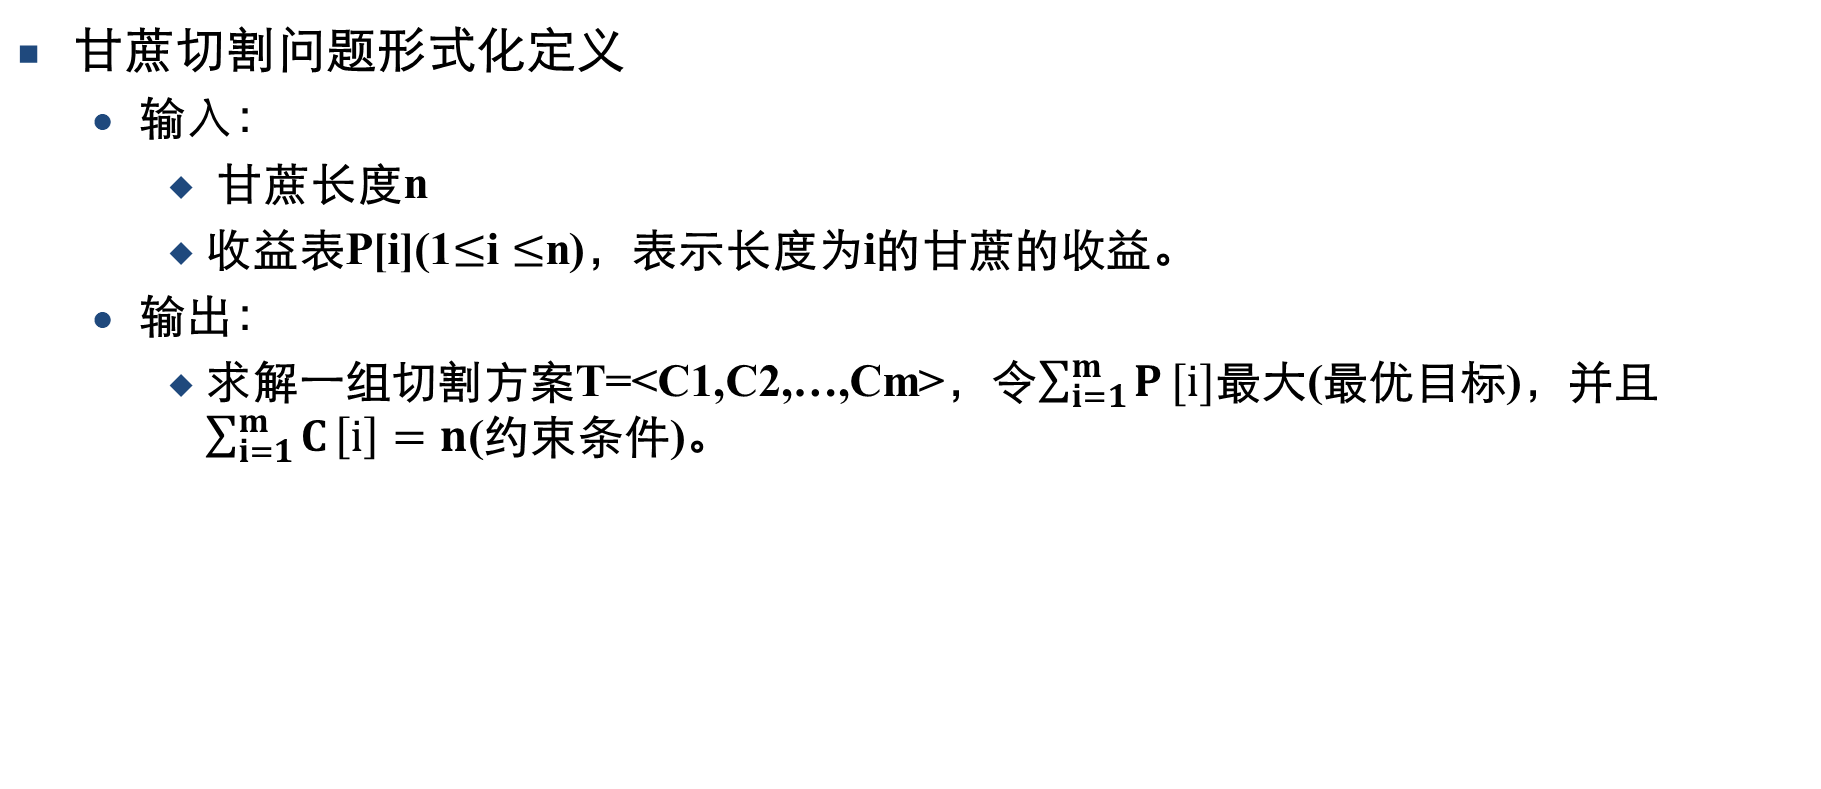 甘蔗切割问题形式化定义
输入：
甘蔗长度n
收益表P[i](1≤i ≤n)，表示长度为i的甘蔗的收益。
输出：
求解一组切割方案T=<C1,C2,…,Cm>，令∑_{i=1}^{m} P [i]最大(最优目标)，并且
∑_{i=1}^{m} C [i] = n(约束条件)。